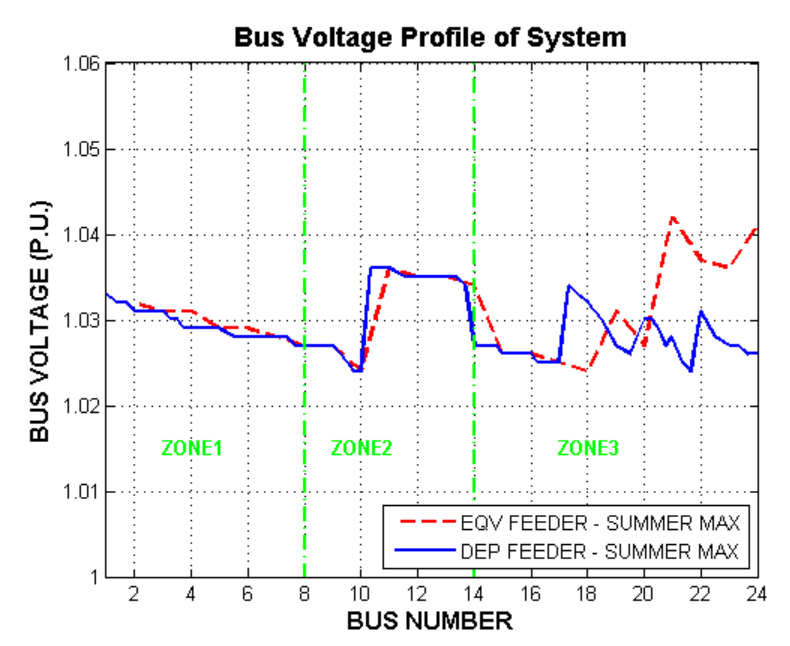 Bus Voltage Profile of System
BUS VOLTAGE (P.U.)
1.06
1.05
1.04
1.03
1.02
1.01
1
ZONE1 ZONE2 ZONE3
EQV FEEDER - SUMMER MAX
DEP FEEDER - SUMMER MAX
2 4 6 8 10 12 14 16 18 20 22 24
BUS NUMBER